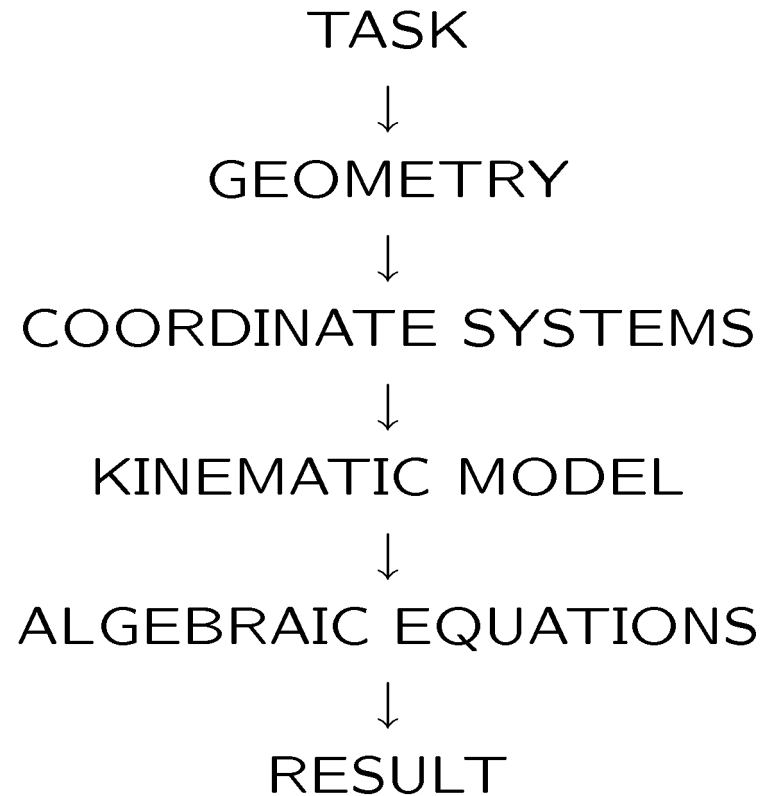 TASK
↓
GEOMETRY
↓
COORDINATE SYSTEMS
↓
KINEMATIC MODEL
↓
ALGEBRAIC EQUATIONS
↓
RESULT